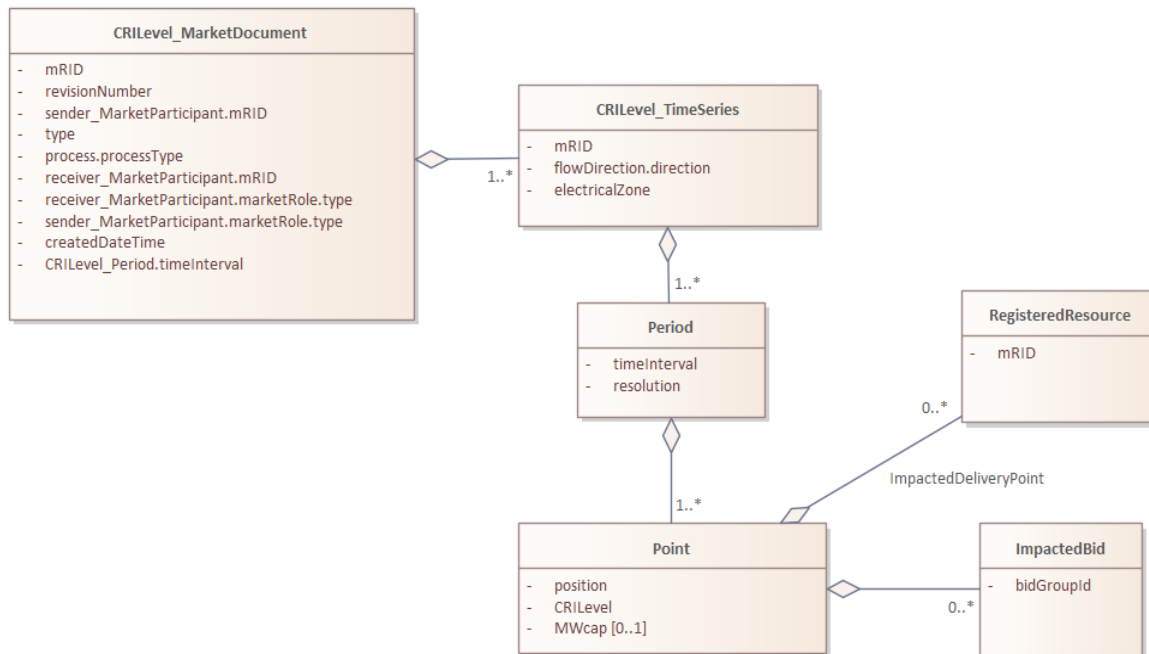 CRILevel_MarketDocument
- mRID
- revisionNumber
- sender_MarketParticipant.mRID
- type
- process.processType
- receiver_MarketParticipant.mRID
- receiver_MarketParticipant.marketRole.type
- sender_MarketParticipant.marketRole.type
- createdDateTime
- CRILevel_Period.timeInterval
1..*
CRILevel_TimeSeries
- mRID
- flowDirection.direction
- electricalZone
1..*
Period
- timeInterval
- resolution
1..*
RegisteredResource
- mRID
0..*
ImpactedDeliveryPoint
Point
- position
- CRILevel
- MWcap [0..1]
0..*
ImpactedBid
- bidGroupId